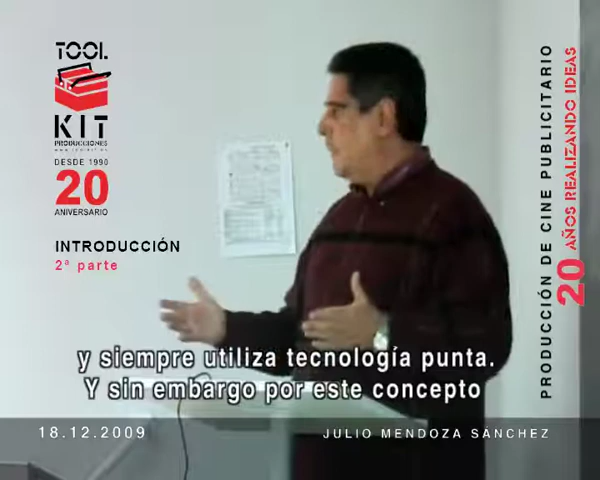 TOOL
KIT
PRODUCCIONES
DESDE 1990
20
ANIVERSARIO
INTRODUCCIÓN
2ª parte
PRODUCCIÓN DE CINE PUBLICITARIO
20 AÑOS REALIZANDO IDEAS
y siempre utiliza tecnología punta.
Y sin embargo por este concepto
18.12.2009
JULIO MENDOZA SÁNCHEZ